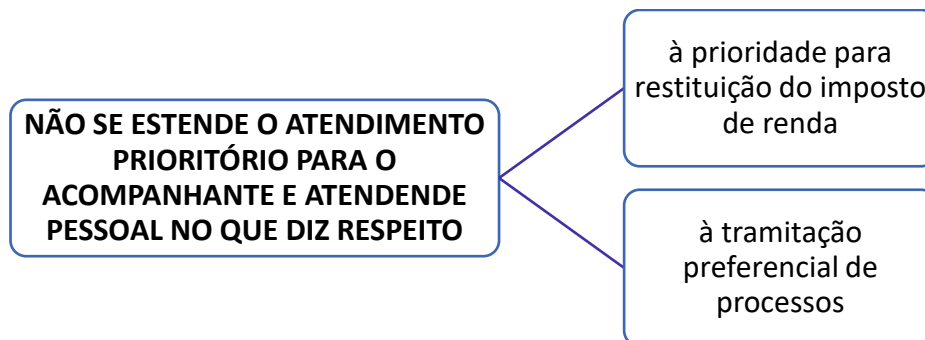 NÃO SE ESTENDE O ATENDIMENTO
PRIORITÓRIO PARA O
ACOMPANHANTE E ATENDENDE
PESSOAL NO QUE DIZ RESPEITO
à prioridade para
restituição do imposto
de renda
à tramitação
preferencial de
processos